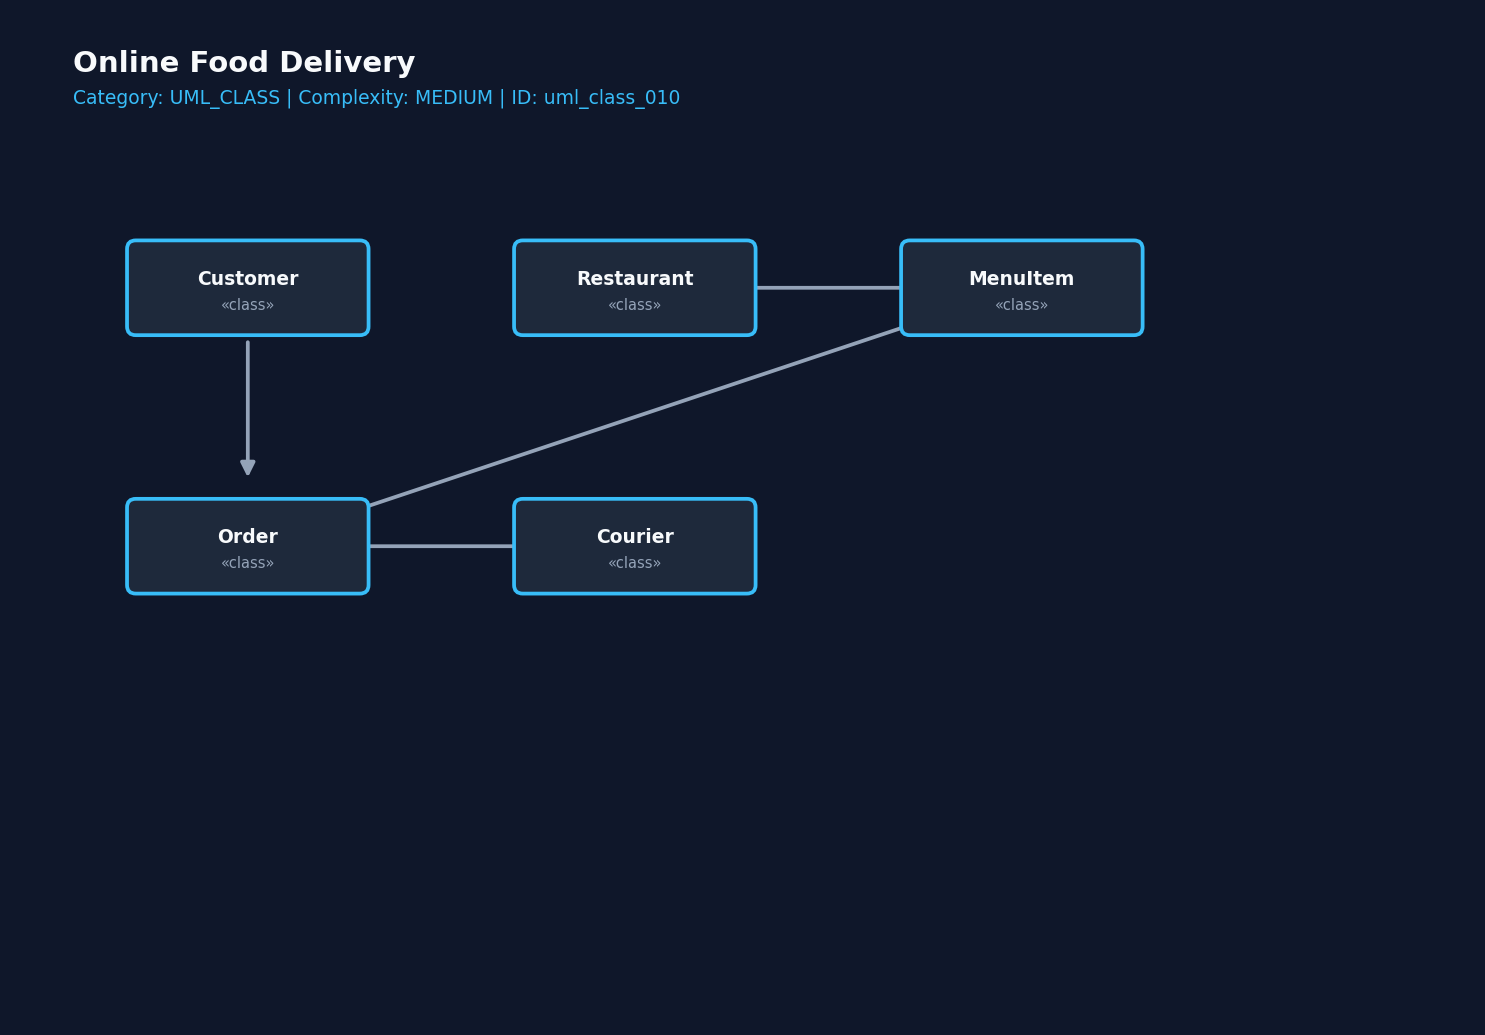 Online Food Delivery
Category: UML_CLASS | Complexity: MEDIUM | ID: uml_class_010
Customer
«class»
Restaurant
«class»
MenuItem
«class»
Order
«class»
Courier
«class»